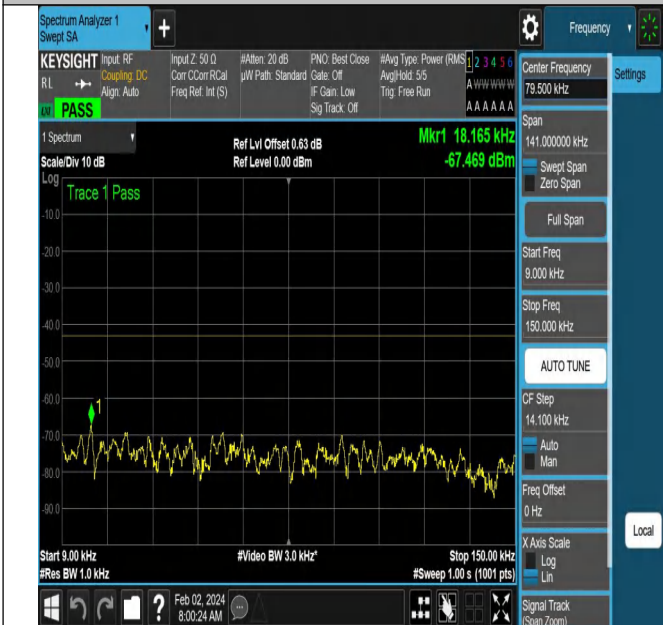 Spectrum Analyzer 1
Swept SA
Frequency
KEYSIGHT
Input: RF
Coupling: DC
Align: Auto
Input Z: 50 Ω
Corr CCorr RCal
Freq Ref: Int (S)
#Atten: 20 dB
µW Path: Standard
PNO: Best Close
Gate: Off
IF Gain: Low
Sig Track: Off
#Avg Type: Power (RMS
Avg|Hold: 5/5
Trig: Free Run
1 2 3 4 5 6
A W W W W W
A A A A A A
R L
LXI
PASS
1 Spectrum
Scale/Div 10 dB
Ref Lvl Offset 0.63 dB
Ref Level 0.00 dBm
Mkr1 18.165 kHz
-67.469 dBm
Log
Trace 1 Pass
-10.0
-20.0
-30.0
-40.0
-50.0
-60.0
-70.0
-80.0
-90.0
1
Start 9.00 kHz
#Res BW 1.0 kHz
#Video BW 3.0 kHz*
Stop 150.00 kHz
#Sweep 1.00 s (1001 pts)
Feb 02, 2024
8:00:24 AM
Center Frequency
79.500 kHz
Settings
Span
141.000000 kHz
Swept Span
Zero Span
Full Span
Start Freq
9.000 kHz
Stop Freq
150.000 kHz
AUTO TUNE
CF Step
14.100 kHz
Auto
Man
Freq Offset
0 Hz
X Axis Scale
Log
Lin
Local
Signal Track
(Span Zoom)